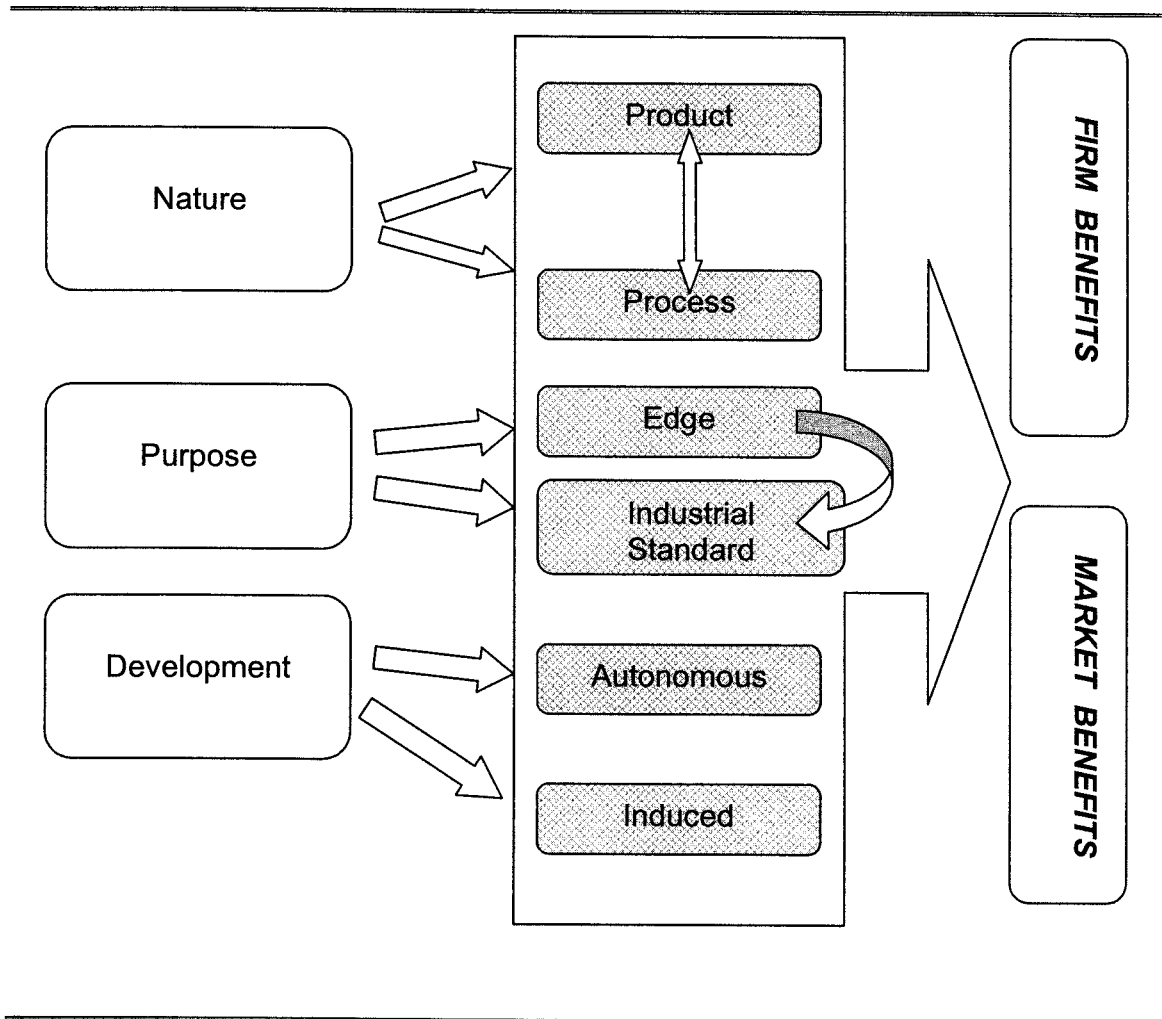 Nature
Purpose
Development
Product
Process
Edge
Industrial
Standard
Autonomous
Induced
FIRM BENEFITS
MARKET BENEFITS